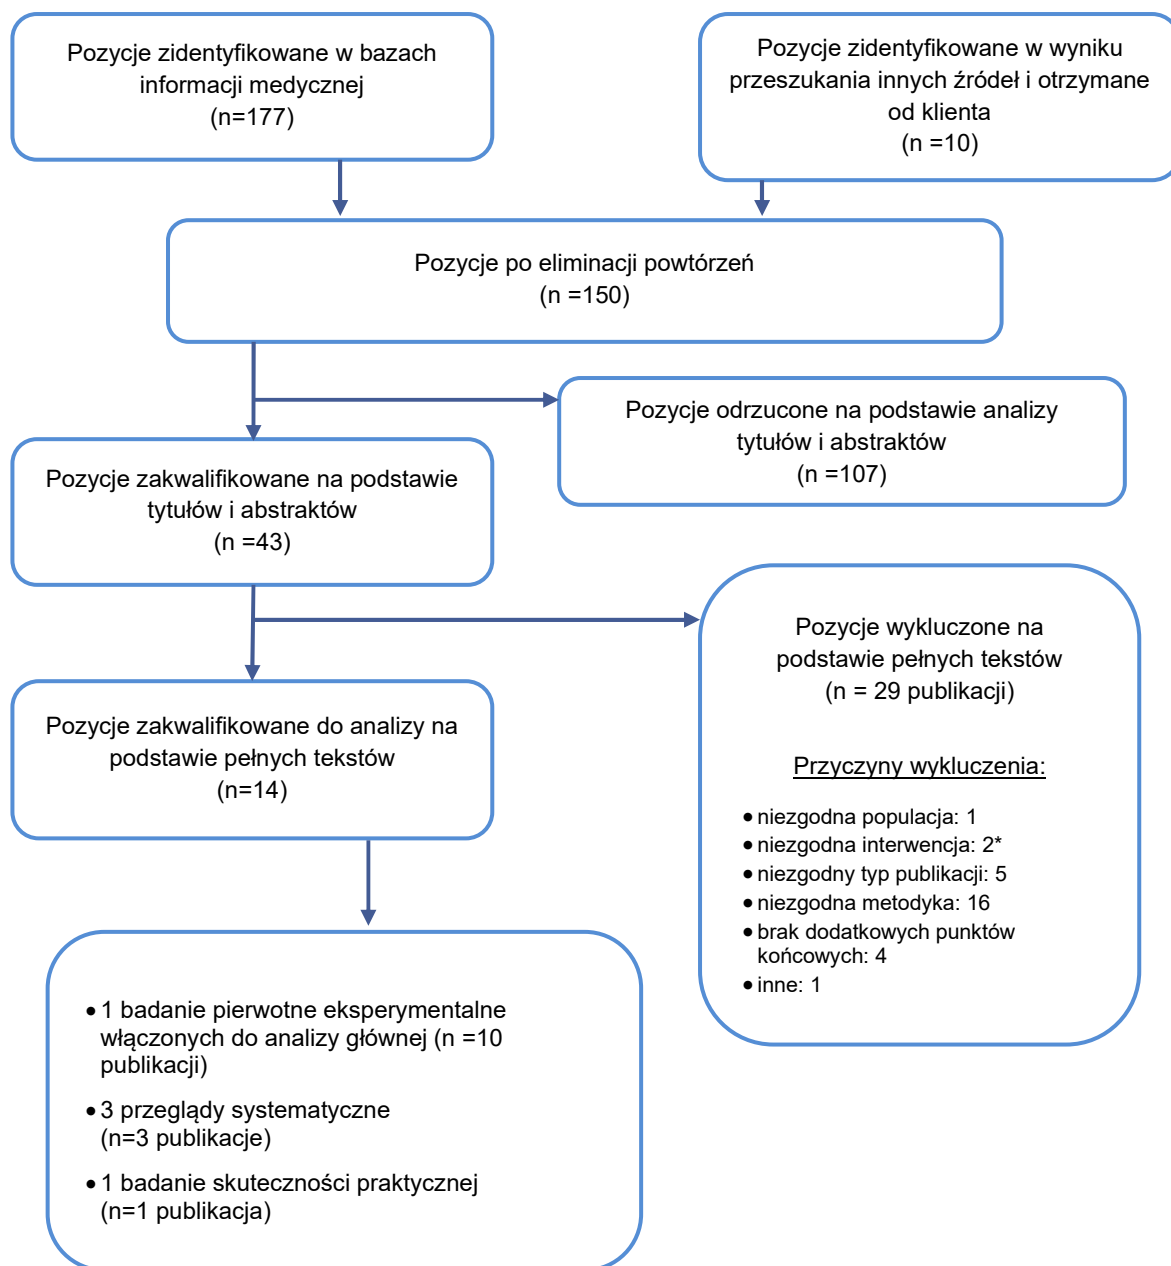 Pozycje zidentyfikowane w bazach
informacji medycznej
(n=177)
Pozycje zidentyfikowane w wyniku
przeszukania innych źródeł i otrzymane
od klienta
(n =10)
Pozycje po eliminacji powtórzeń
(n =150)
Pozycje odrzucone na podstawie analizy
tytułów i abstraktów
(n =107)
Pozycje zakwalifikowane na podstawie
tytułów i abstraktów
(n =43)
Pozycje wykluczone na
podstawie pełnych tekstów
(n = 29 publikacji)
Przyczyny wykluczenia:
• niezgodna populacja: 1
• niezgodna interwencja: 2*
• niezgodny typ publikacji: 5
• niezgodna metodyka: 16
• brak dodatkowych punktów
końcowych: 4
• inne: 1
Pozycje zakwalifikowane do analizy na
podstawie pełnych tekstów
(n=14)
• 1 badanie pierwotne eksperymentalne
włączonych do analizy głównej (n =10
publikacji)
• 3 przeglądy systematyczne
(n=3 publikacje)
• 1 badanie skuteczności praktycznej
(n=1 publikacja)